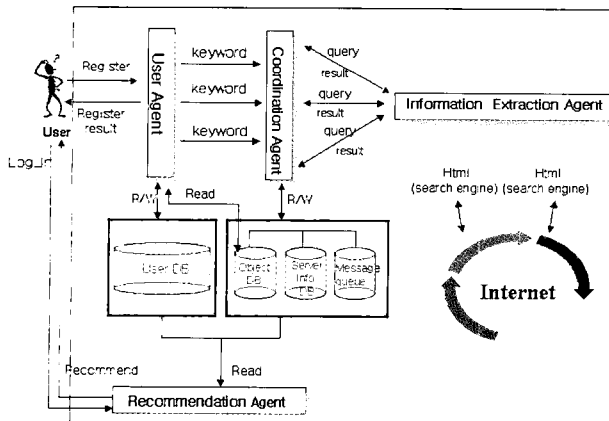 User
Register
Register
result
Log_in
User Agent
keyword
keyword
keyword
Coordination Agent
query
result
query
result
query
result
Information Extraction Agent
R/W
Read
R/W
User DB
Object
DB
Server
Info
DB
Message
queue
Html
(search engine)
Html
(search engine)
Internet
Recommend
Read
Recommendation Agent